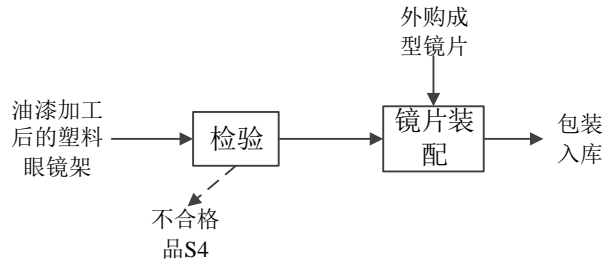 外购成
型镜片
油漆加工
后的塑料
眼镜架
检验
镜片装
配
包装
入库
不合格
品S4